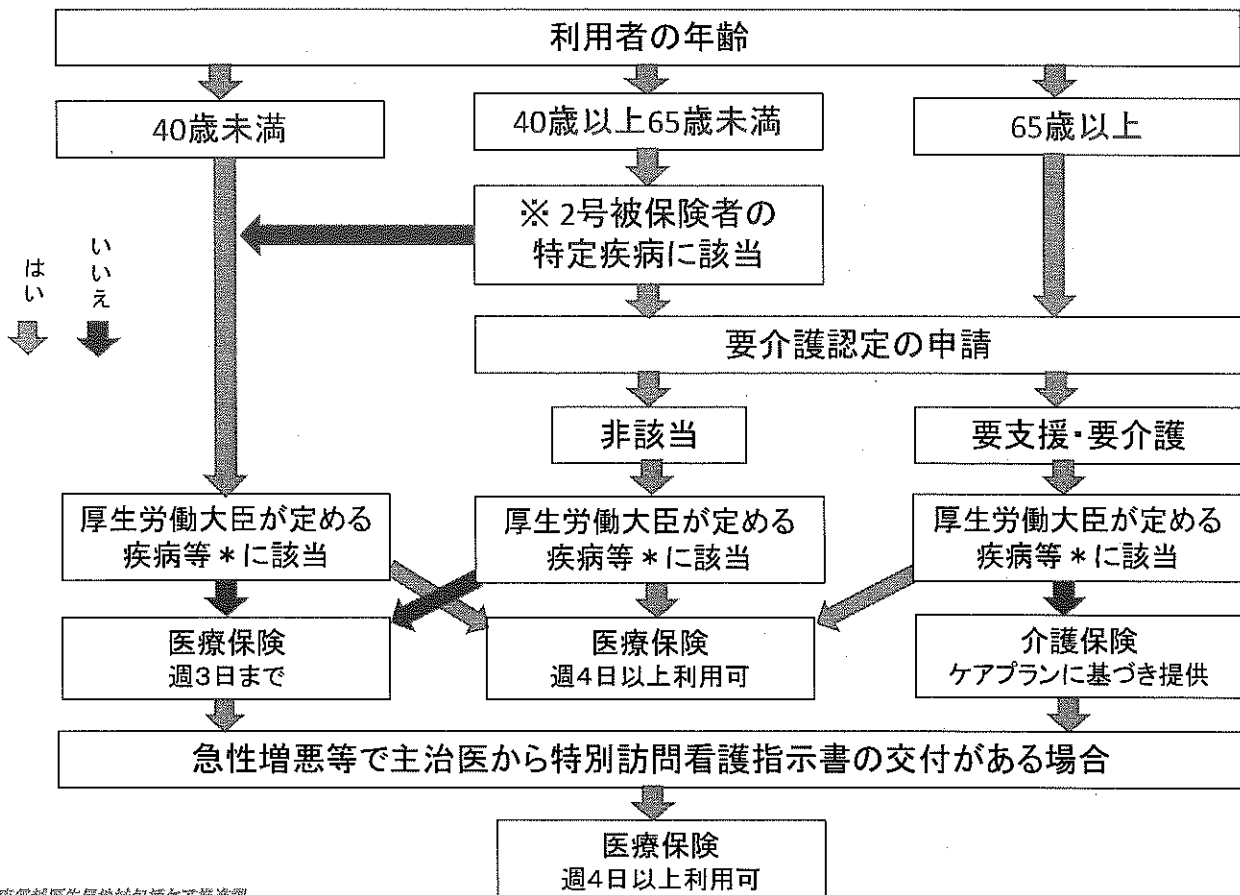 利用者の年齢
40歳未満
40歳以上65歳未満
65歳以上
※2号被保険者の
特定疾病に該当
はい
いいえ
要介護認定の申請
非該当
要支援・要介護
厚生労働大臣が定める
疾病等*に該当
厚生労働大臣が定める
疾病等*に該当
厚生労働大臣が定める
疾病等*に該当
医療保険
週3日まで
医療保険
週4日以上利用可
介護保険
ケアプランに基づき提供
急性増悪等で主治医から特別訪問看護指示書の交付がある場合
医療保険
週4日以上利用可